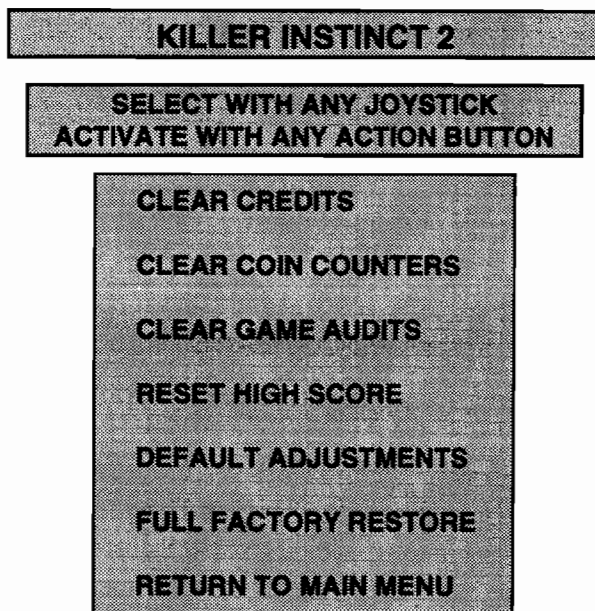 KILLER INSTINCT 2
SELECT WITH ANY JOYSTICK
ACTIVATE WITH ANY ACTION BUTTON
CLEAR CREDITS
CLEAR COIN COUNTERS
CLEAR GAME AUDITS
RESET HIGH SCORE
DEFAULT ADJUSTMENTS
FULL FACTORY RESTORE
RETURN TO MAIN MENU